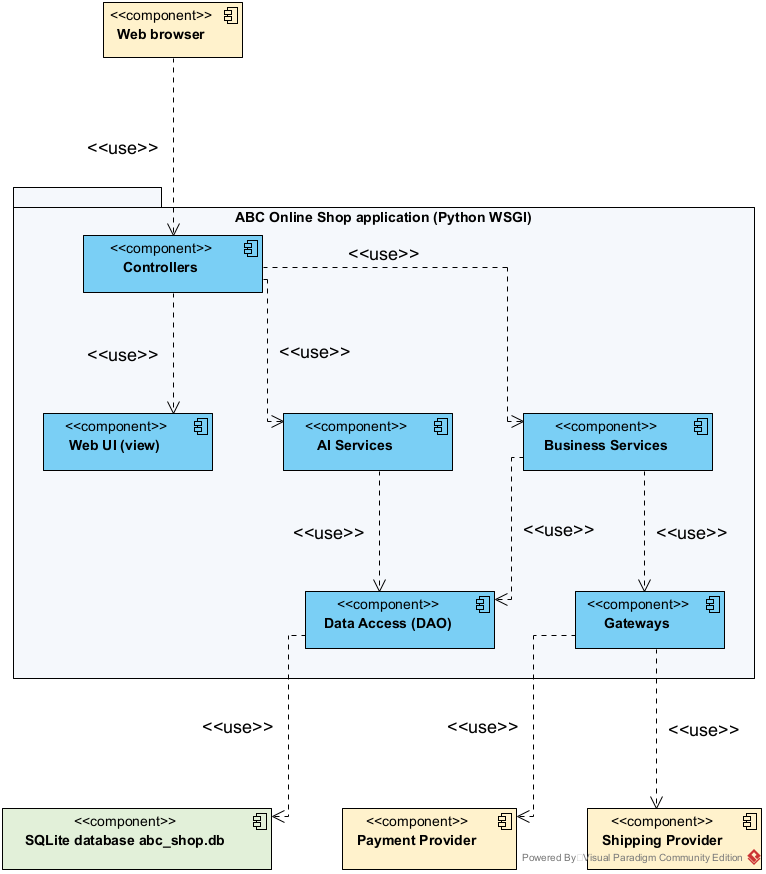 <<component>>
Web browser
<<use>>
ABC Online Shop application (Python WSGI)
<<component>>
Controllers
<<use>>
<<use>>
<<use>>
<<component>>
Web UI (view)
<<component>>
AI Services
<<component>>
Business Services
<<use>>
<<use>>
<<use>>
<<component>>
Data Access (DAO)
<<component>>
Gateways
<<use>>
<<use>>
<<use>>
<<component>>
SQLite database abc_shop.db
<<component>>
Payment Provider
<<component>>
Shipping Provider
Powered By Visual Paradigm Community Edition